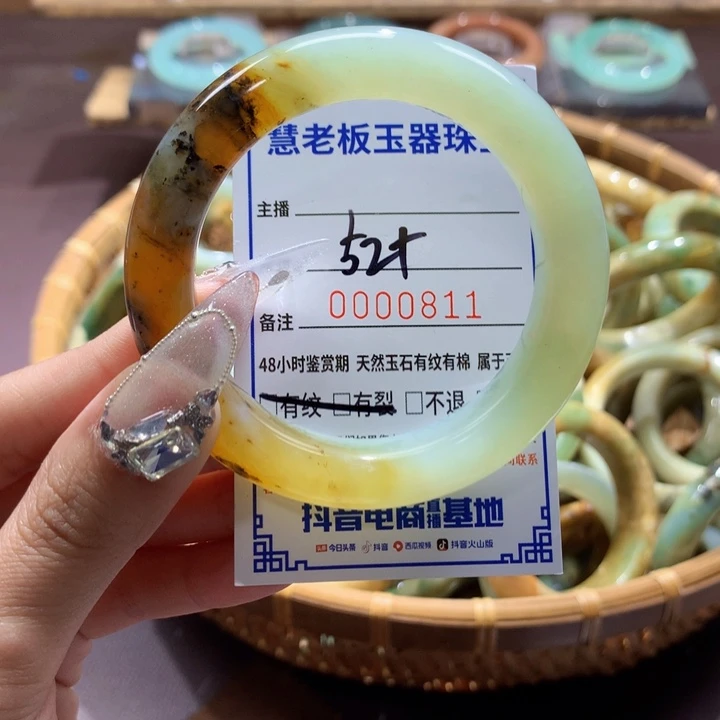 慧老板玉器珠
主播
52才
0000811
备注
48小时鉴赏期 天然玉石有纹有棉 属于
□有纹 □有裂 □不退
司联系
抖音电商 基地
今日头条 抖音 西瓜视频 抖音火山版